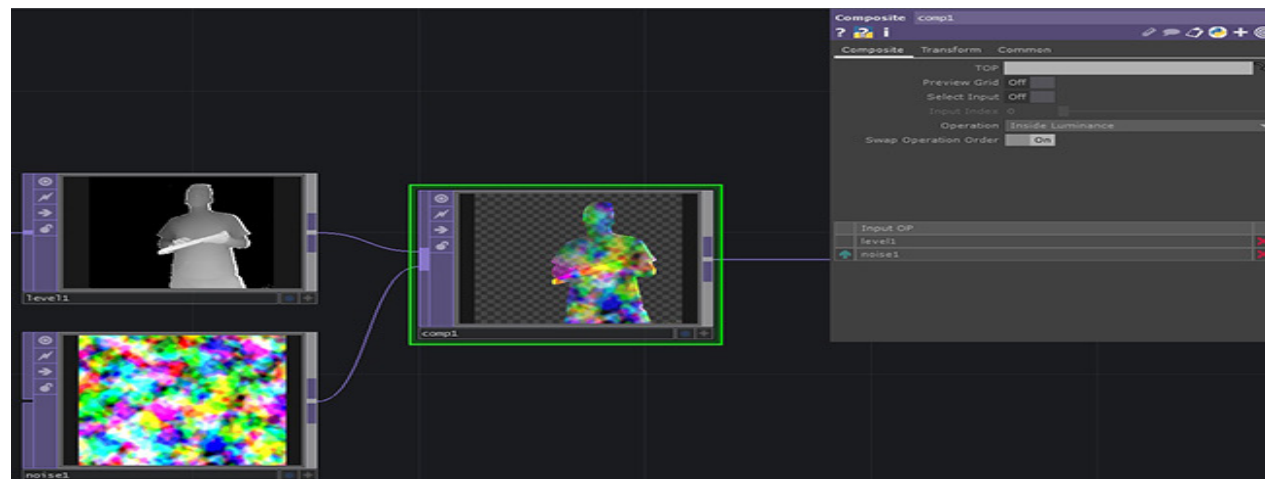 Composite comp1
? ? i
Composite Transform Common
TOP
Preview Grid Off
Select Input Off
Input Index 0
Operation Inside Luminance
Swap Operation Order On
Input OP
level1
noise1
level1
comp1
noise1